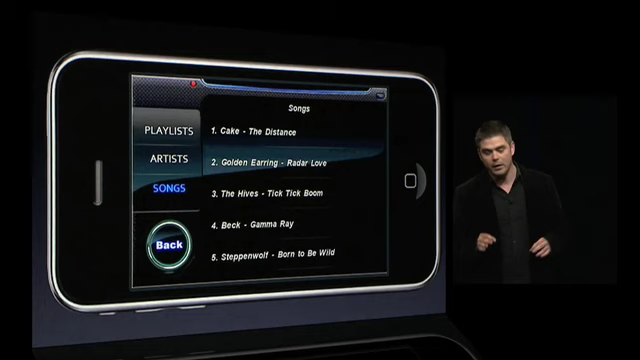 Songs
PLAYLISTS
ARTISTS
SONGS
Back
1. Cake - The Distance
2. Golden Earring - Radar Love
3. The Hives - Tick Tick Boom
4. Beck - Gamma Ray
5. Steppenwolf - Born to Be Wild